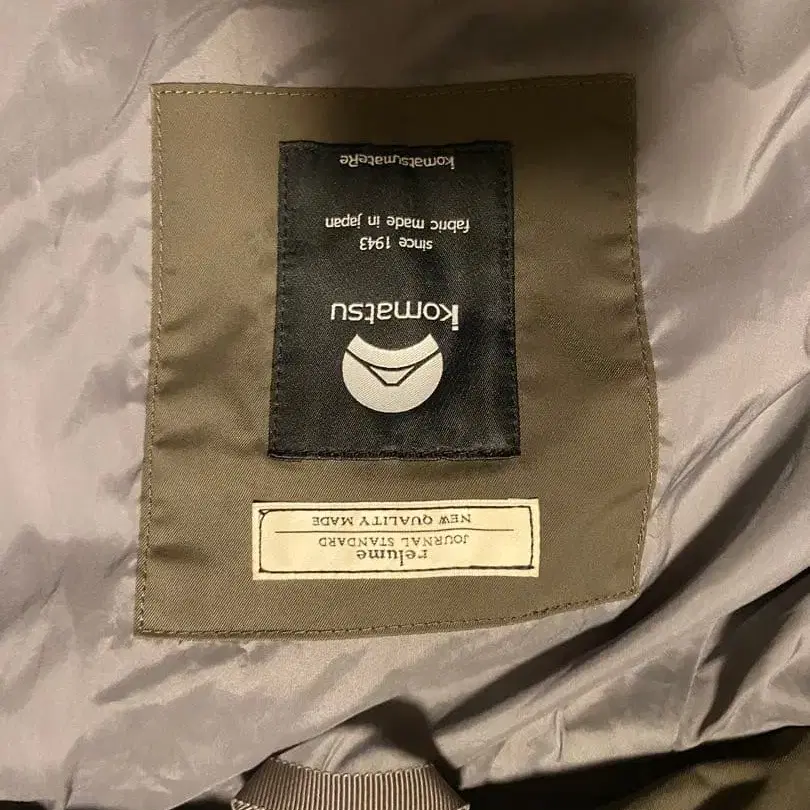 relume
JOURNAL STANDARD
NEW QUALITY MADE
komatsu
since 1943
fabric made in japan
komatsumateRe